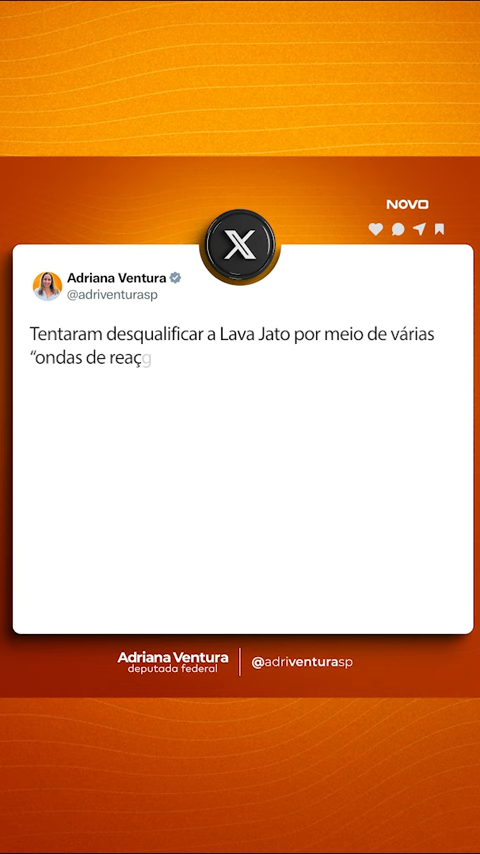 NOVO
X
Adriana Ventura
@adriventurasp
Tentaram desqualificar a Lava Jato por meio de várias
“ondas de reaçg
Adriana Ventura
deputada federal
@adriventurasp